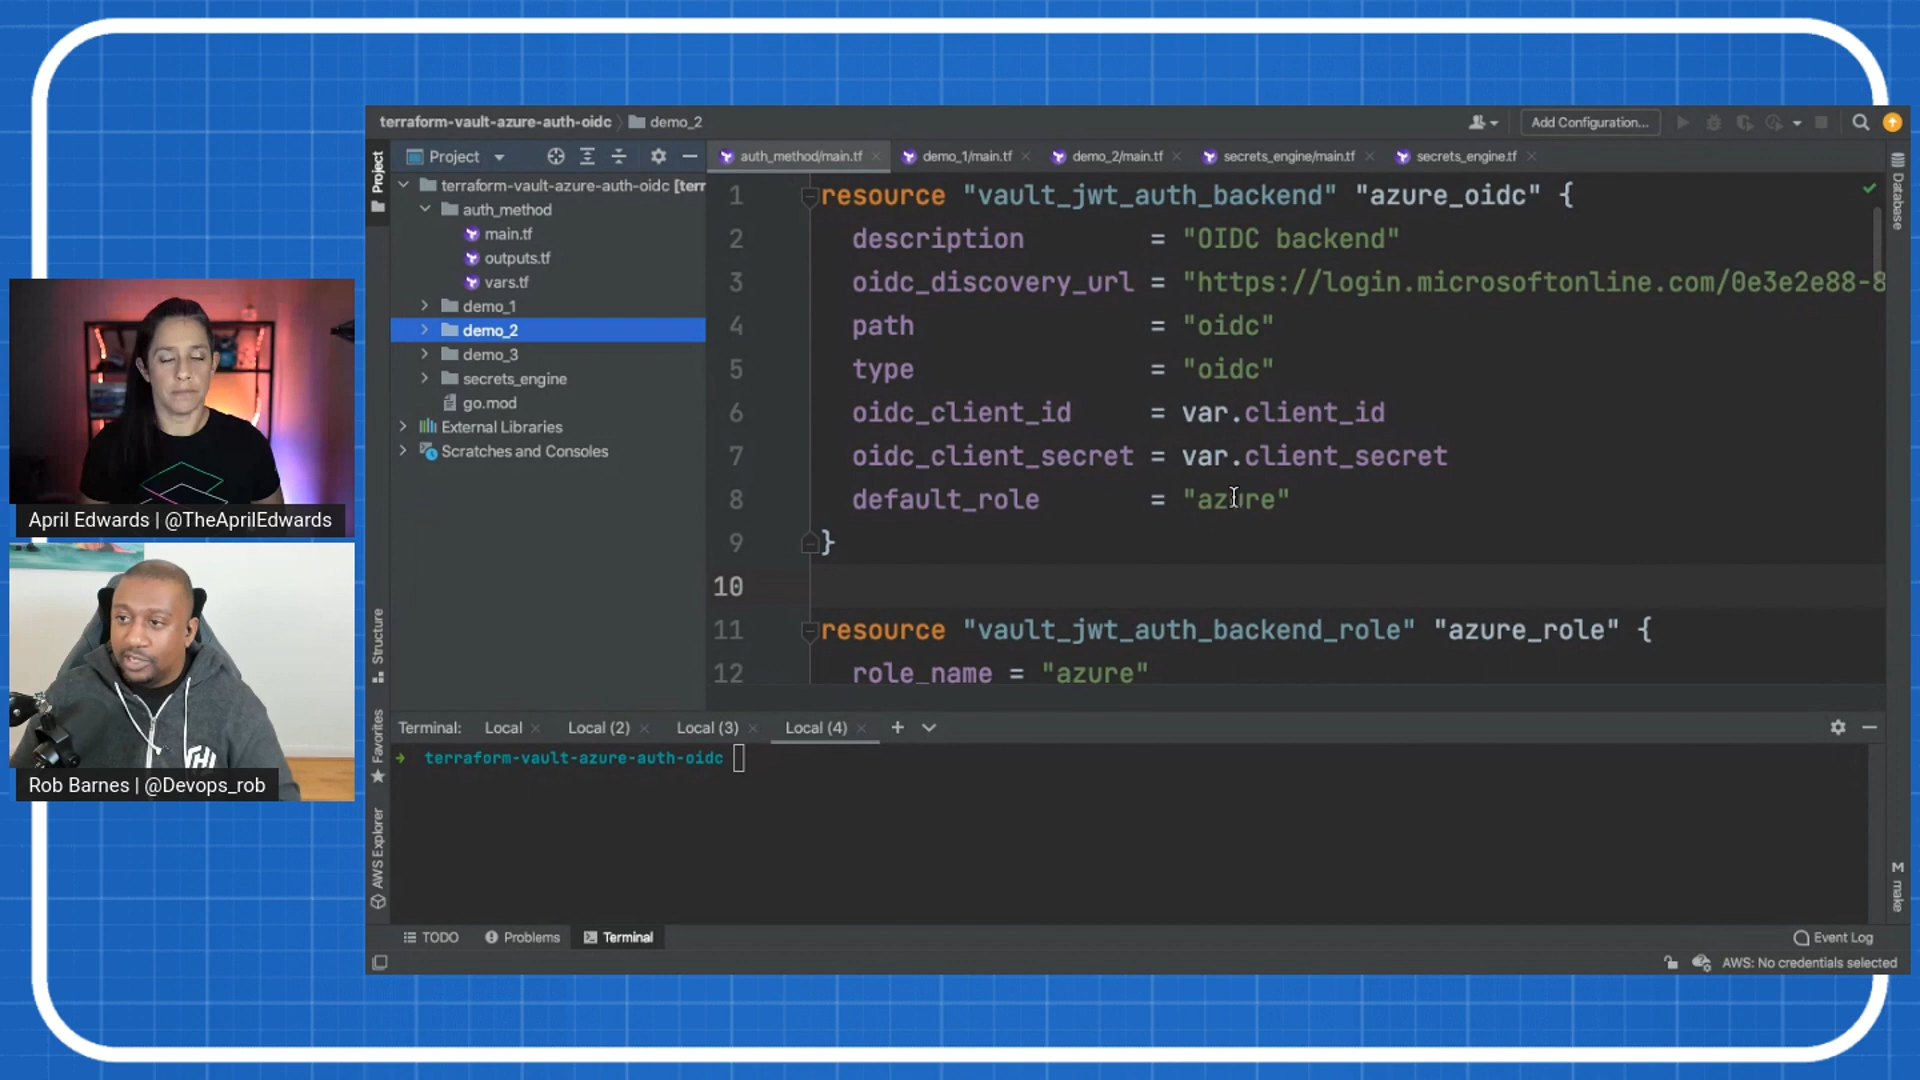 terraform-vault-azure-auth-oidc demo_2
Add Configuration...
Project
Project
terraform-vault-azure-auth-oidc [terr
auth_method
main.tf
outputs.tf
vars.tf
demo_1
demo_2
demo_3
secrets_engine
go.mod
External Libraries
Scratches and Consoles
auth_method/main.tf
demo_1/main.tf
demo_2/main.tf
secrets_engine/main.tf
secrets_engine.tf
1 resource "vault_jwt_auth_backend" "azure_oidc" {
2 description = "OIDC backend"
3 oidc_discovery_url = "https://login.microsoftonline.com/0e3e2e88-8
4 path = "oidc"
5 type = "oidc"
6 oidc_client_id = var.client_id
7 oidc_client_secret = var.client_secret
8 default_role = "azure"
9 }
10
11 resource "vault_jwt_auth_backend_role" "azure_role" {
12 role_name = "azure"
Database
make
Structure
Favorites
AWS Explorer
Terminal: Local Local (2) Local (3) Local (4)
terraform-vault-azure-auth-oidc
TODO Problems Terminal
Event Log
AWS: No credentials selected
April Edwards | @TheAprilEdwards
Rob Barnes | @Devops_rob